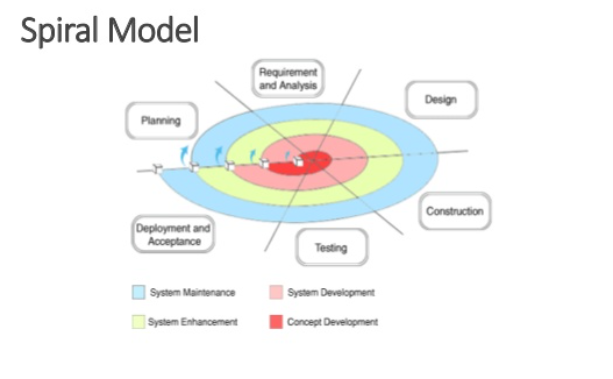 Spiral Model
Requirement
and Analysis
Design
Planning
Construction
Deployment and
Acceptance
Testing
System Maintenance
System Development
System Enhancement
Concept Development